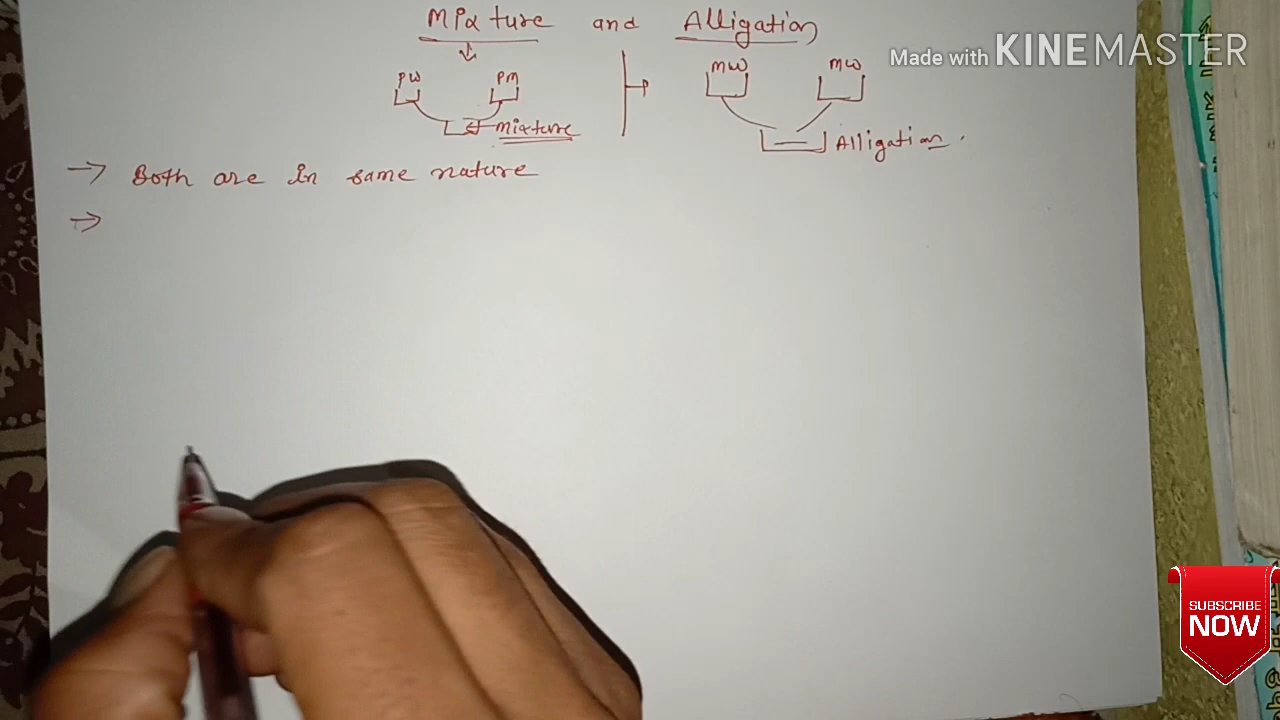 Mixture and Alligation
Made with KINEMASTER
PW PM MW MW
Mixture
Alligation.
→ Both are in same nature
→
SUBSCRIBE
NOW